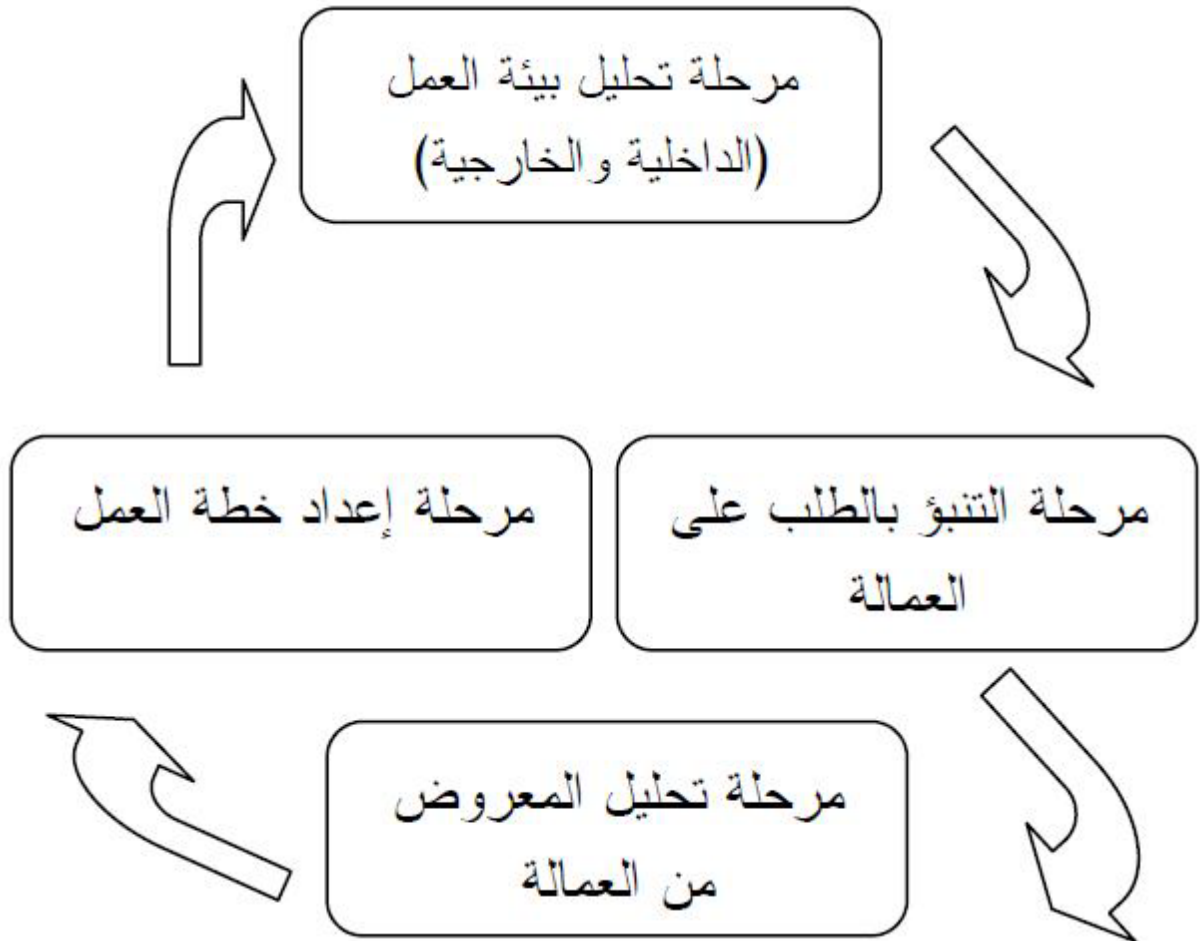 مرحلة تحليل بيئة العمل
(الداخلية والخارجية)
مرحلة التنبؤ بالطلب على
العمالة
مرحلة إعداد خطة العمل
مرحلة تحليل المعروض
من العمالة